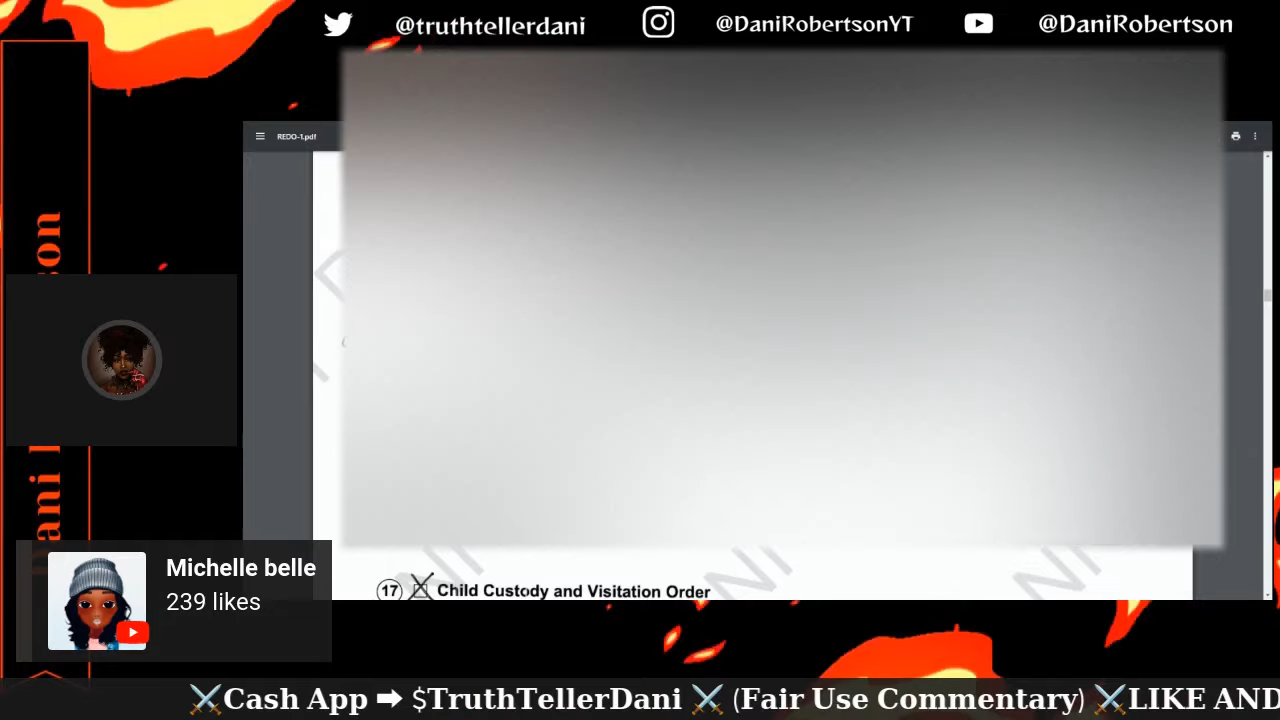 @truthtellerdani
@DaniRobertsonYT
@DaniRobertson
REDO-1.pdf
17 Child Custody and Visitation Order
Michelle belle
239 likes
⚔️Cash App ➡ $TruthTellerDani ⚔️ (Fair Use Commentary) ⚔️LIKE AND